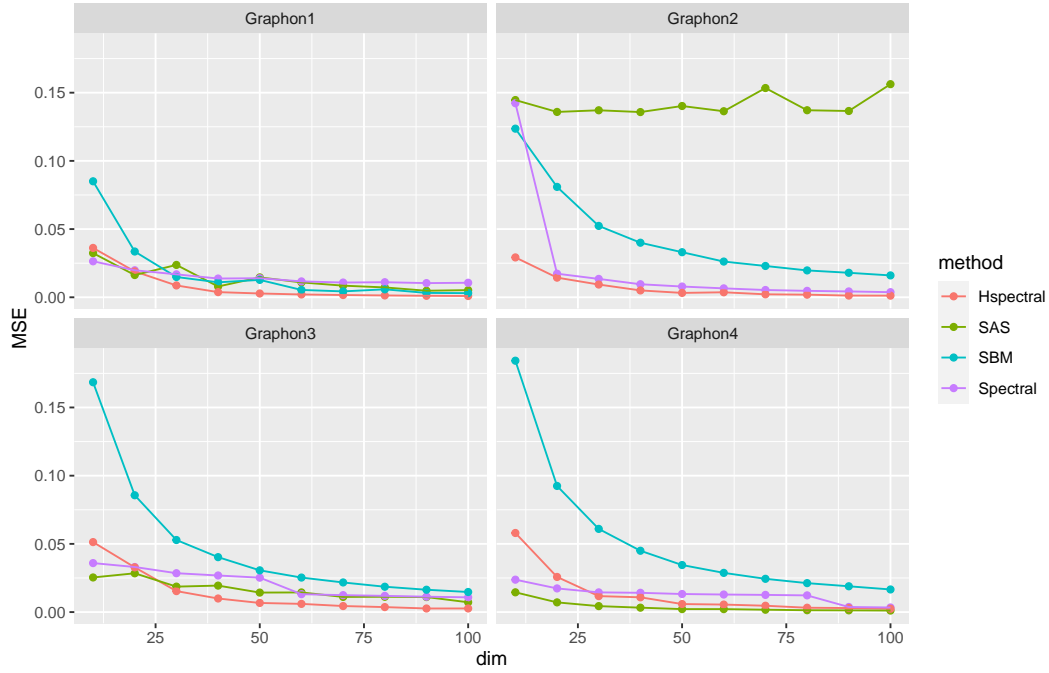 Graphon1
Graphon2
0.15
0.10
0.05
0.00
Graphon3
Graphon4
0.15
0.10
0.05
0.00
25
50
75
100
25
50
75
100
dim
MSE
method
Hspectral
SAS
SBM
Spectral